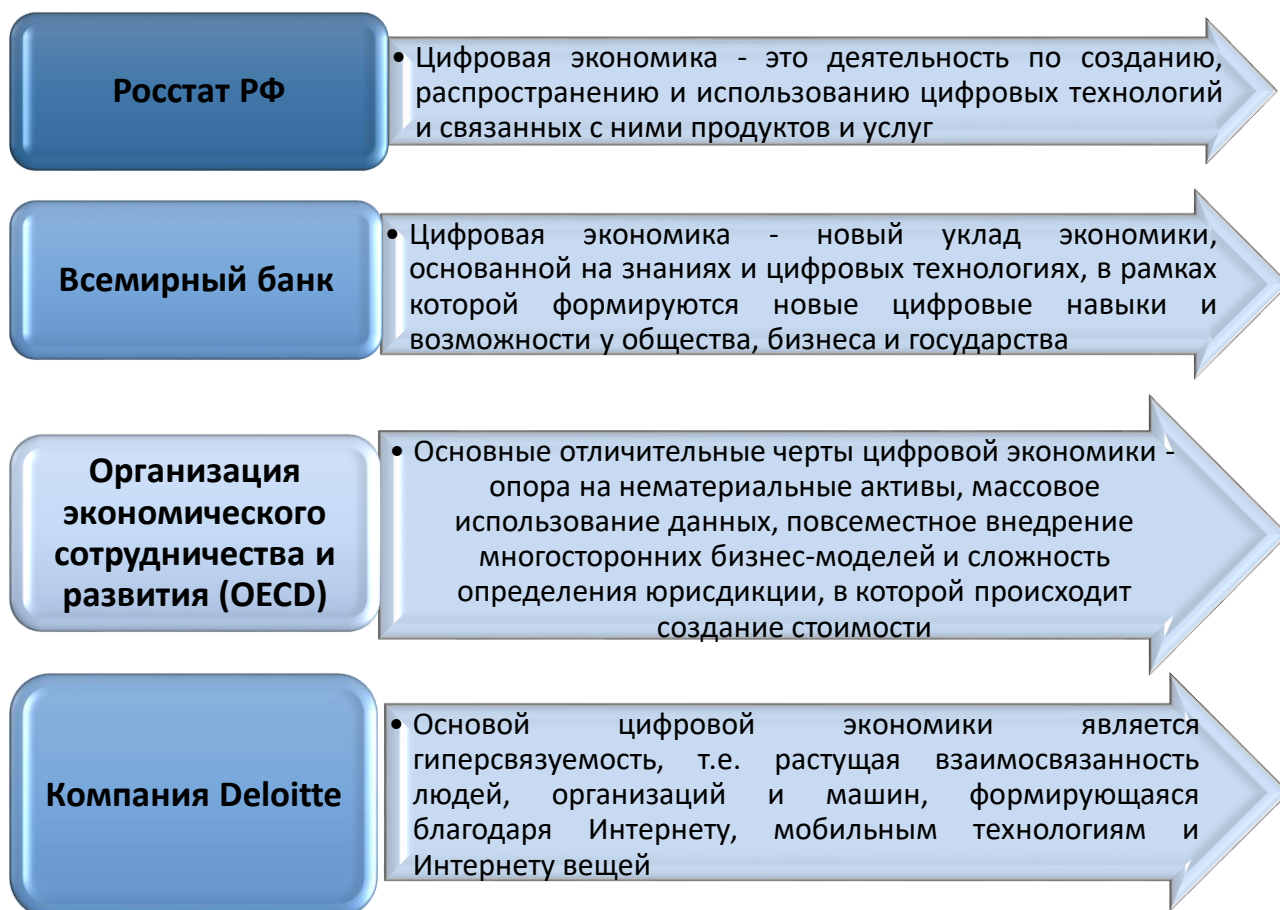 Росстат РФ
• Цифровая экономика - это деятельность по созданию,
распространению и использованию цифровых технологий
и связанных с ними продуктов и услуг
Всемирный банк
• Цифровая экономика - новый уклад экономики,
основанной на знаниях и цифровых технологиях, в рамках
которой формируются новые цифровые навыки и
возможности у общества, бизнеса и государства
Организация
экономического
сотрудничества и
развития (OECD)
• Основные отличительные черты цифровой экономики -
опора на нематериальные активы, массовое
использование данных, повсеместное внедрение
многосторонних бизнес-моделей и сложность
определения юрисдикции, в которой происходит
создание стоимости
Компания Deloitte
• Основой цифровой экономики является
гиперсвязуемость, т.е. растущая взаимосвязанность
людей, организаций и машин, формирующаяся
благодаря Интернету, мобильным технологиям и
Интернету вещей